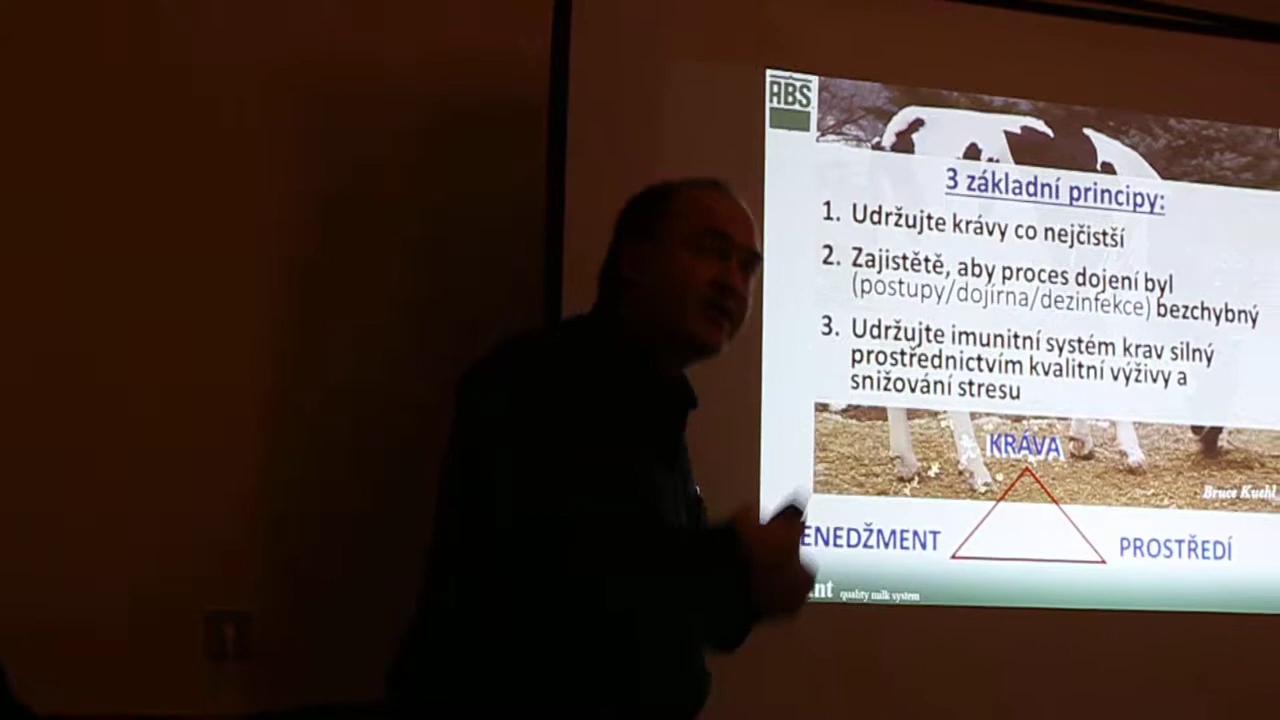 ABS
3 základní principy:
1. Udržujte krávy co nejčistší
2. Zajistětě, aby proces dojení byl
(postupy/dojírna/dezinfekce) bezchybný
3. Udržujte imunitní systém krav silný
prostřednictvím kvalitní výživy a
snižování stresu
KRÁVA
Bruce Kuehl
ENEDŽMENT
PROSTŘEDÍ
nt quality milk system